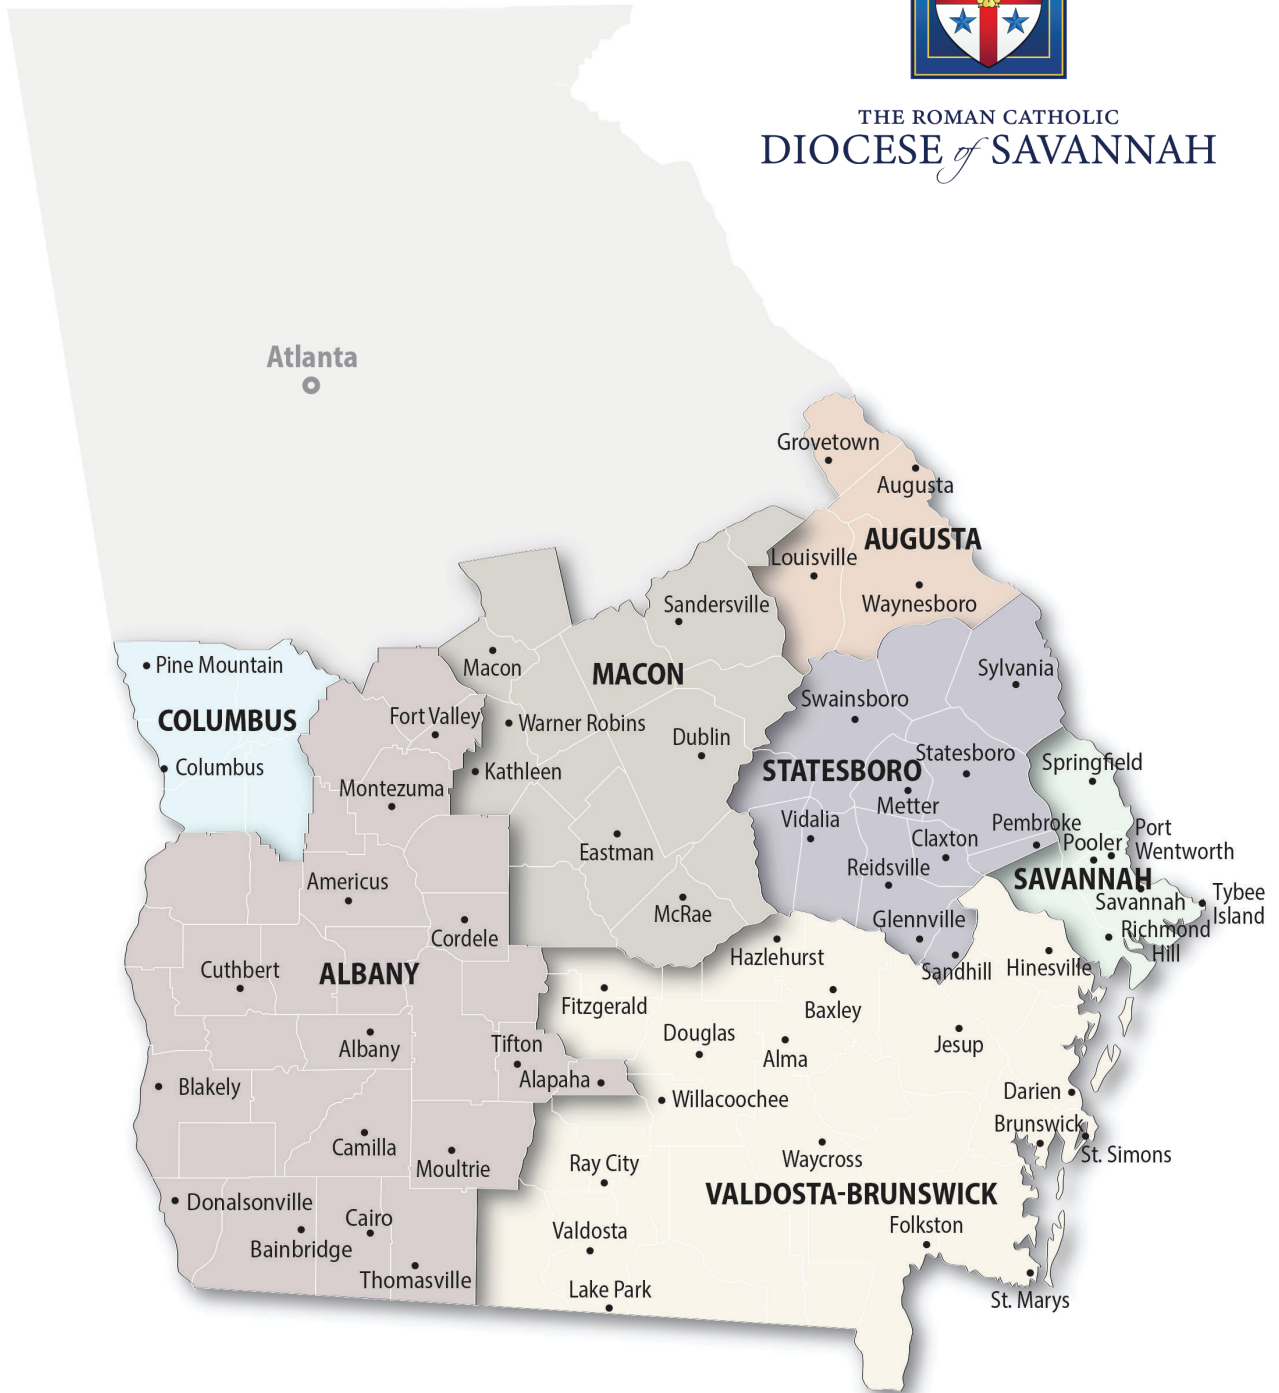 THE ROMAN CATHOLIC
DIOCESE of SAVANNAH
Atlanta
Grovetown
Augusta
AUGUSTA
Louisville
Waynesboro
Sandersville
Macon
MACON
Pine Mountain
COLUMBUS
Columbus
Fort Valley
Warner Robins
Dublin
Kathleen
Montezuma
Eastman
McRae
Swainsboro
Sylvania
Statesboro
STATESBORO
Metter
Vidalia
Claxton
Pembroke
Reidsville
Glennville
Sandhill
Springfield
Port
Wentworth
Pooler
SAVANNAH
Savannah
Tybee
Island
Richmond
Hill
Americus
Cordele
Cuthbert
ALBANY
Albany
Tifton
Alapaha
Blakely
Camilla
Moultrie
Donalsonville
Cairo
Bainbridge
Thomasville
Hazlehurst
Hinesville
Fitzgerald
Baxley
Douglas
Alma
Jesup
Willacoochee
Darien
Brunswick
St. Simons
Waycross
Ray City
VALDOSTA-BRUNSWICK
Valdosta
Folkston
Lake Park
St. Marys